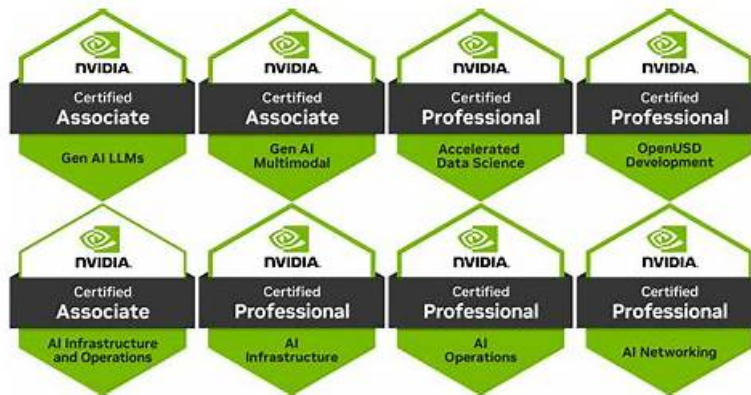 NVIDIA.
Certified
Associate
Gen AI LLMs
NVIDIA.
Certified
Associate
Gen AI
Multimodal
NVIDIA.
Certified
Professional
Accelerated
Data Science
NVIDIA.
Certified
Professional
OpenUSD
Development
NVIDIA.
Certified
Associate
AI Infrastructure
and Operations
NVIDIA.
Certified
Professional
AI
Infrastructure
NVIDIA.
Certified
Professional
AI
Operations
NVIDIA.
Certified
Professional
AI Networking